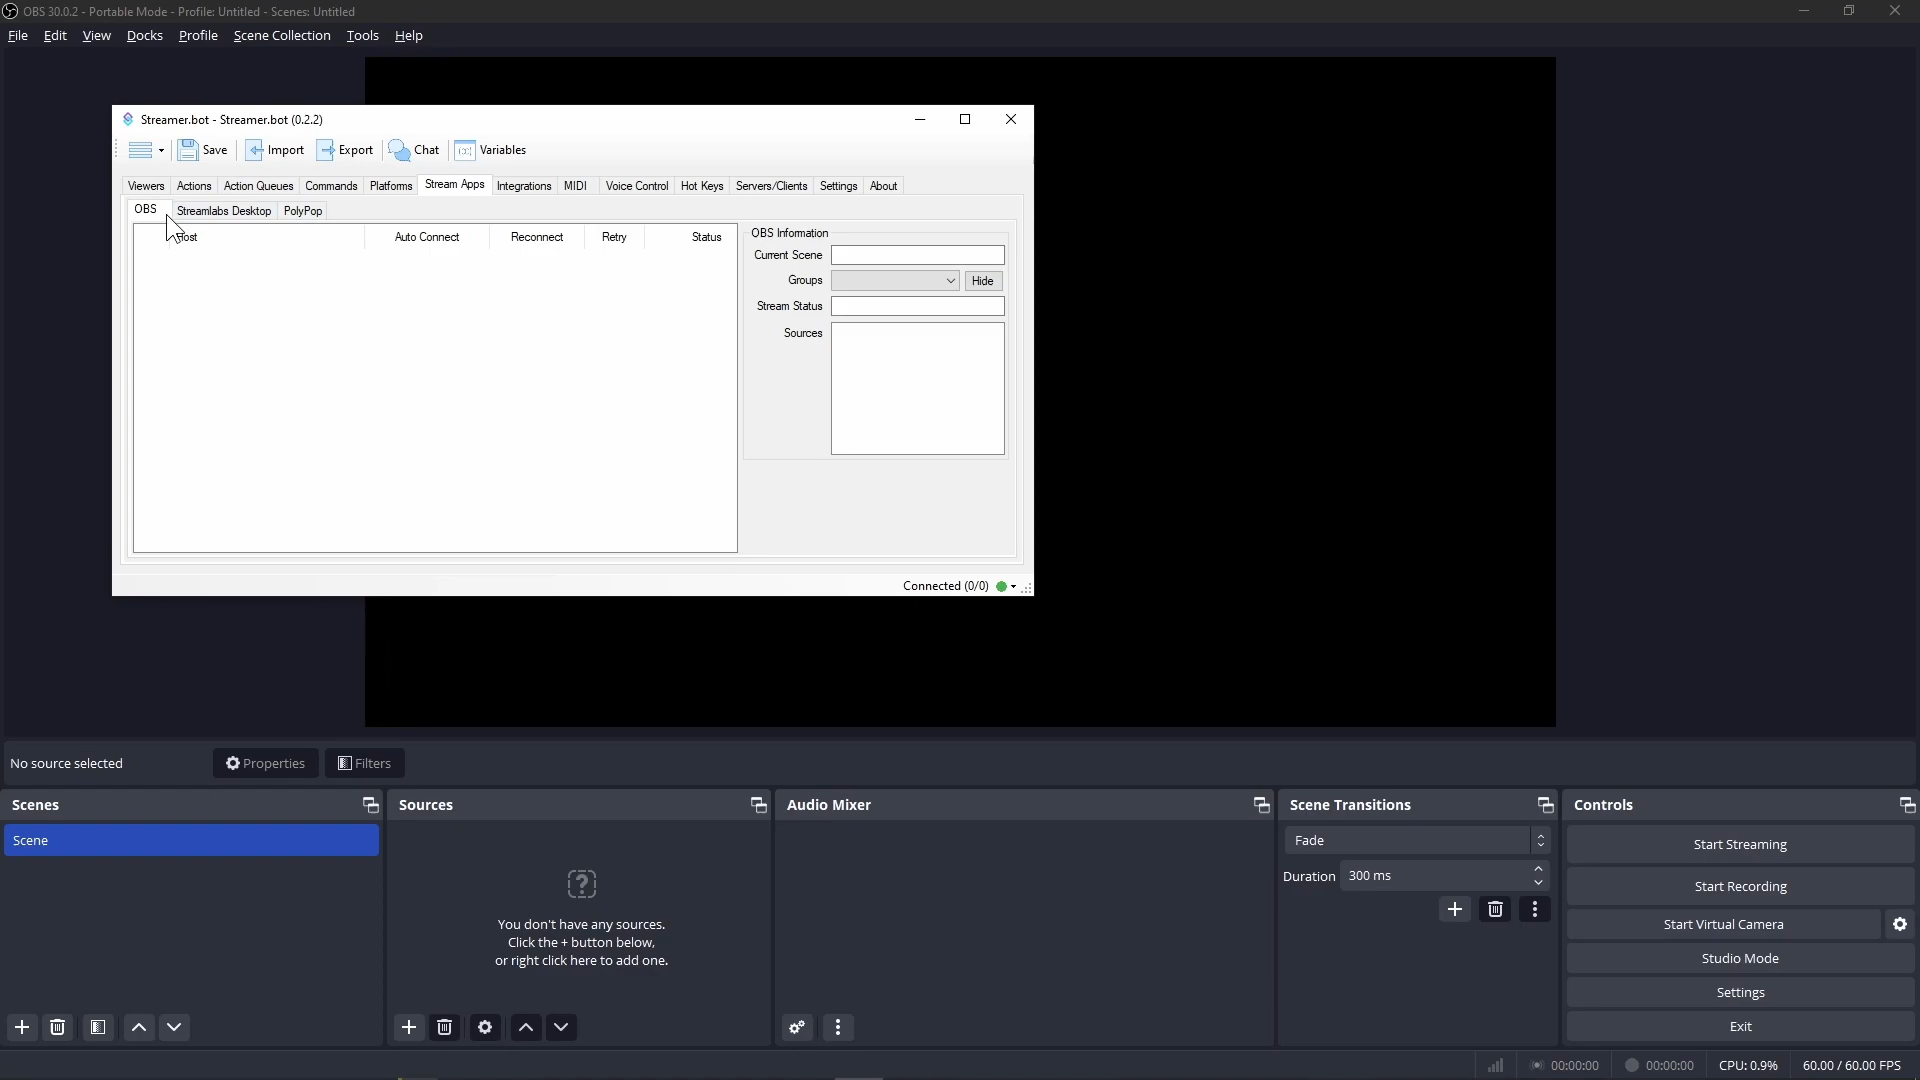 OBS 30.0.2 - Portable Mode - Profile: Untitled - Scenes: Untitled
File Edit View Docks Profile Scene Collection Tools Help
Streamer.bot - Streamer.bot (0.2.2)
Save Import Export Chat Variables
Viewers Actions Action Queues Commands Platforms Stream Apps Integrations MIDI Voice Control Hot Keys Servers/Clients Settings About
OBS Streamlabs Desktop PolyPop
Host Auto Connect Reconnect Retry Status
OBS Information
Current Scene
Groups Hide
Stream Status
Sources
Connected (0/0)
No source selected Properties Filters
Scenes Sources Audio Mixer Scene Transitions Controls
Scene
Fade
Duration 300 ms
You don't have any sources.
Click the + button below,
or right click here to add one.
Start Streaming
Start Recording
Start Virtual Camera
Studio Mode
Settings
Exit
00:00:00 00:00:00 CPU: 0.9% 60.00 / 60.00 FPS